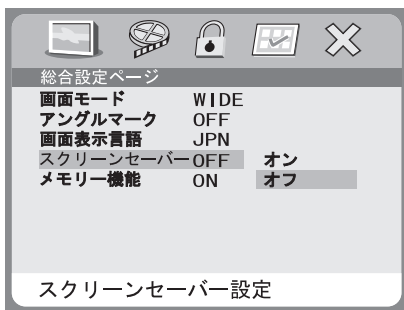 総合設定ページ
画面モード WIDE
アングルマーク OFF
画面表示言語 JPN
スクリーンセーバー OFF オン
メモリー機能 ON オフ
スクリーンセーバー設定